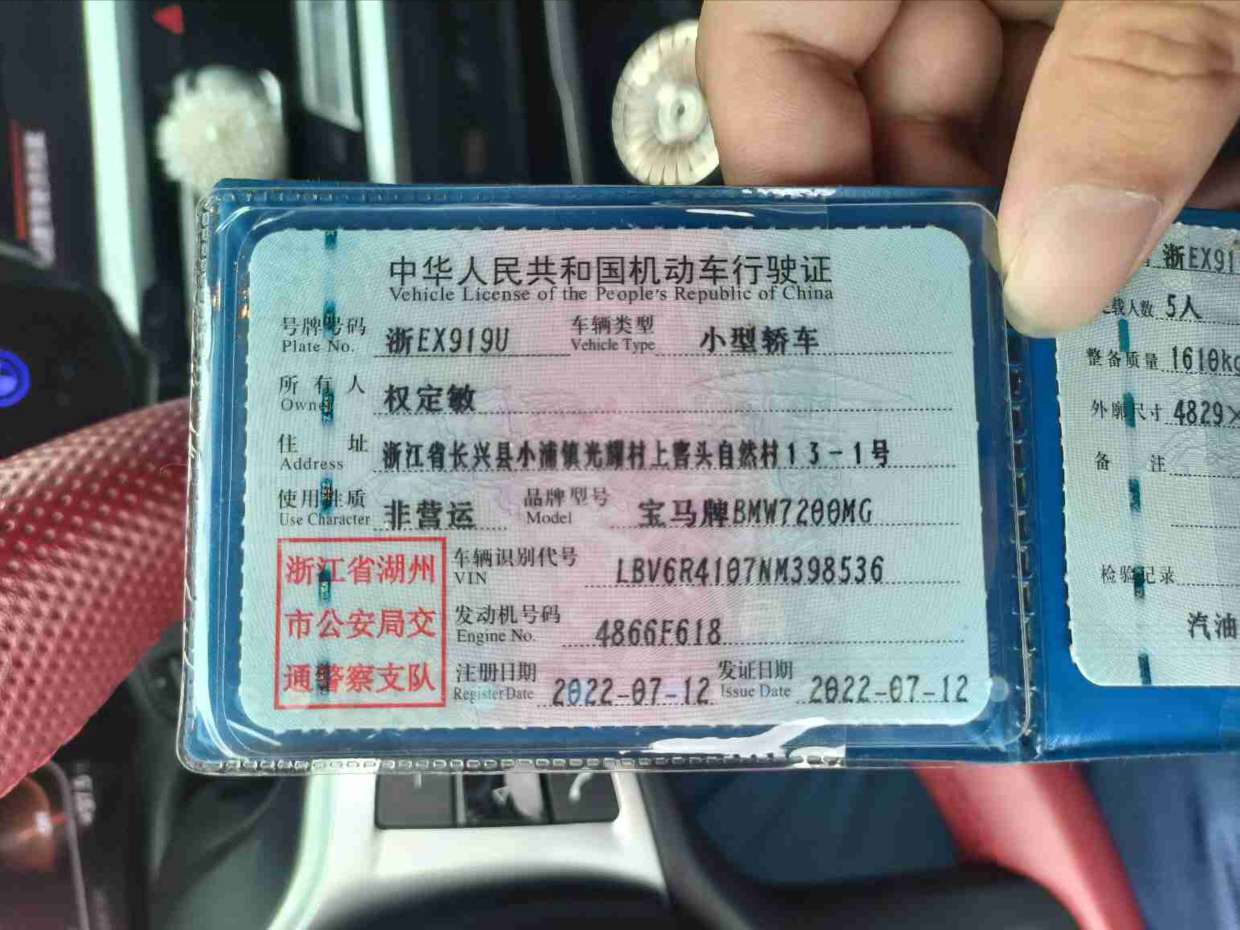 中华人民共和国机动车行驶证
Vehicle License of the People's Republic of China
号牌号码 浙EX919U 车辆类型 小型轿车
Plate No. Vehicle Type
所有人 权定敏
Owner
住址 浙江省长兴县小浦镇光耀村上窨头自然村13-1号
Address
使用性质 非营运 品牌型号 宝马牌BMW7200MG
Use Character Model
浙江省湖州
市公安局交
通警察支队
车辆识别代号 LBV6R4107NM398536
VIN
发动机号码 4866F618
Engine No.
注册日期 2022-07-12 发证日期 2022-07-12
Register Date Issue Date
浙EX91
载人数 5人
整备质量 1610kg
外廓尺寸 4829×
备注
检验记录
汽油